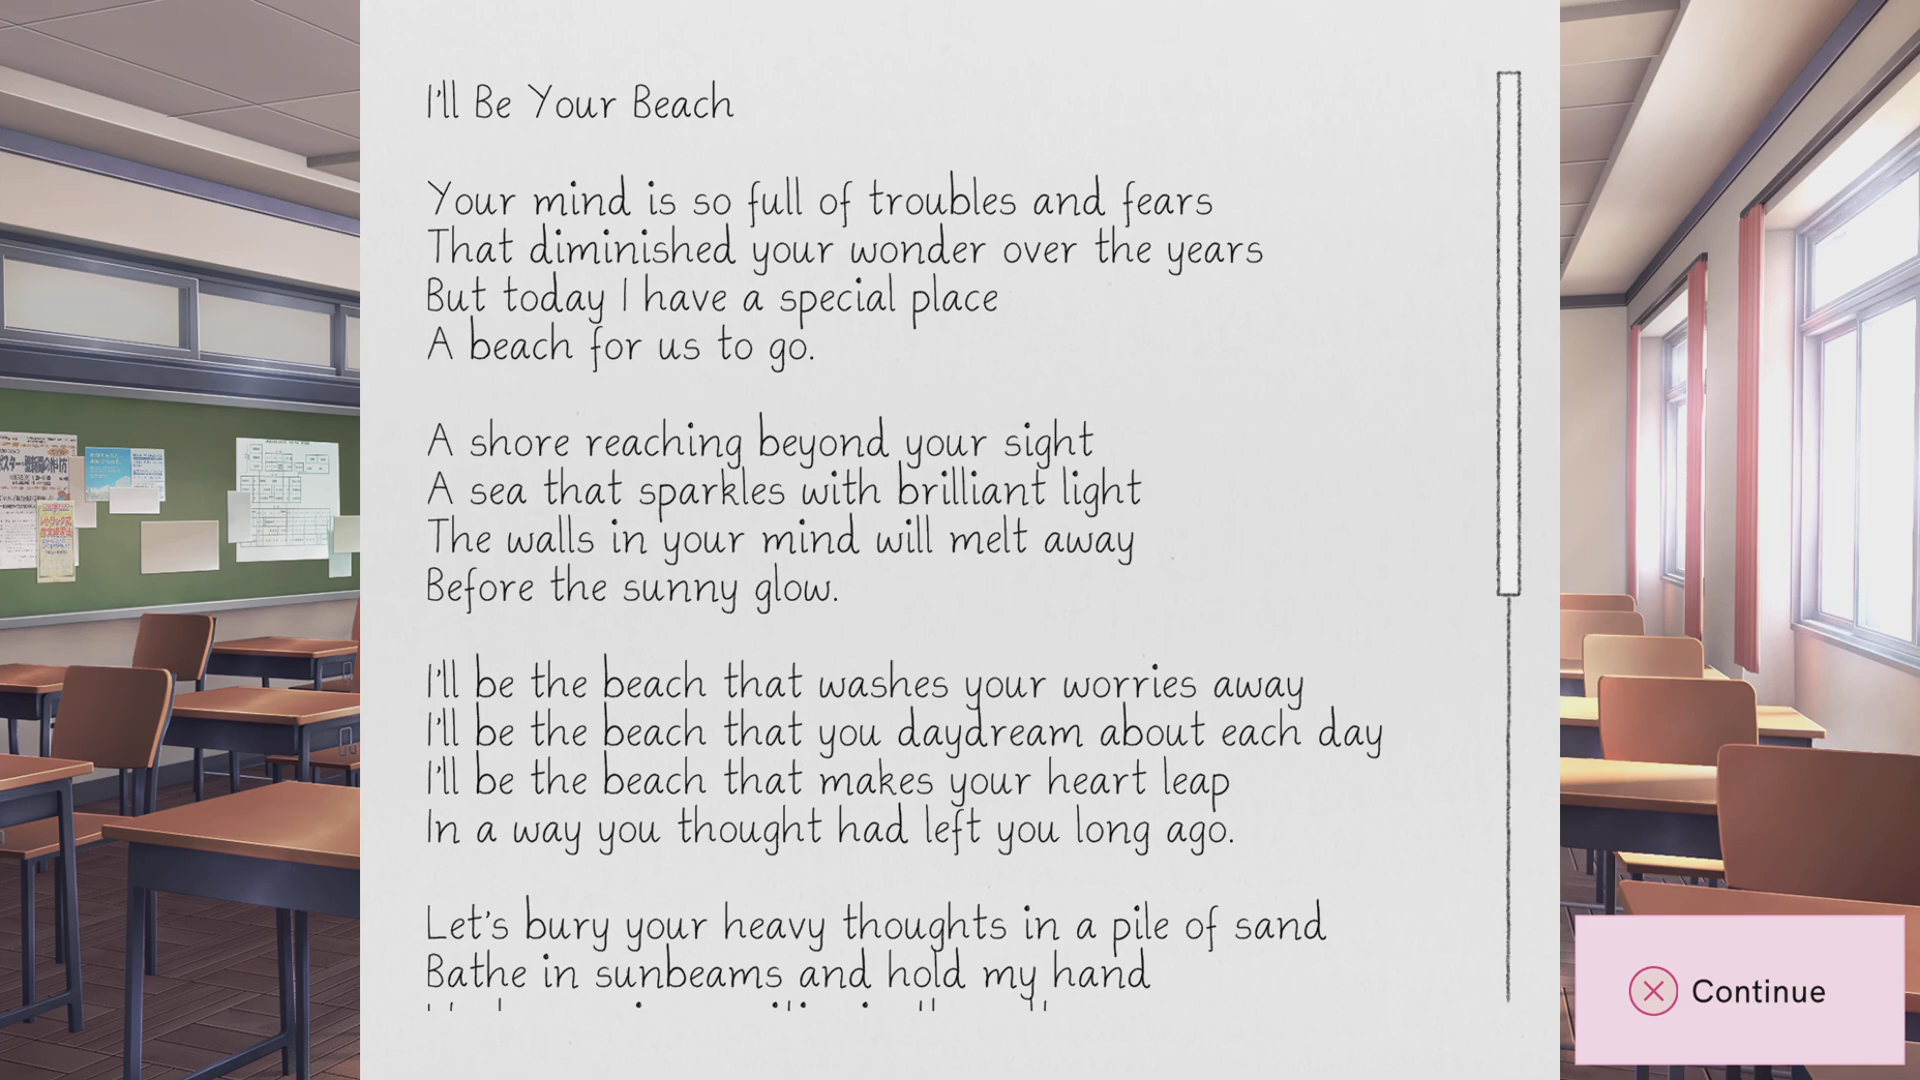 I'll Be Your Beach
Your mind is so full of troubles and fears
That diminished your wonder over the years
But today I have a special place
A beach for us to go.
A shore reaching beyond your sight
A sea that sparkles with brilliant light
The walls in your mind will melt away
Before the sunny glow.
I'll be the beach that washes your worries away
I'll be the beach that you daydream about each day
I'll be the beach that makes your heart leap
In a way you thought had left you long ago.
Let's bury your heavy thoughts in a pile of sand
Bathe in sunbeams and hold my hand
Continue